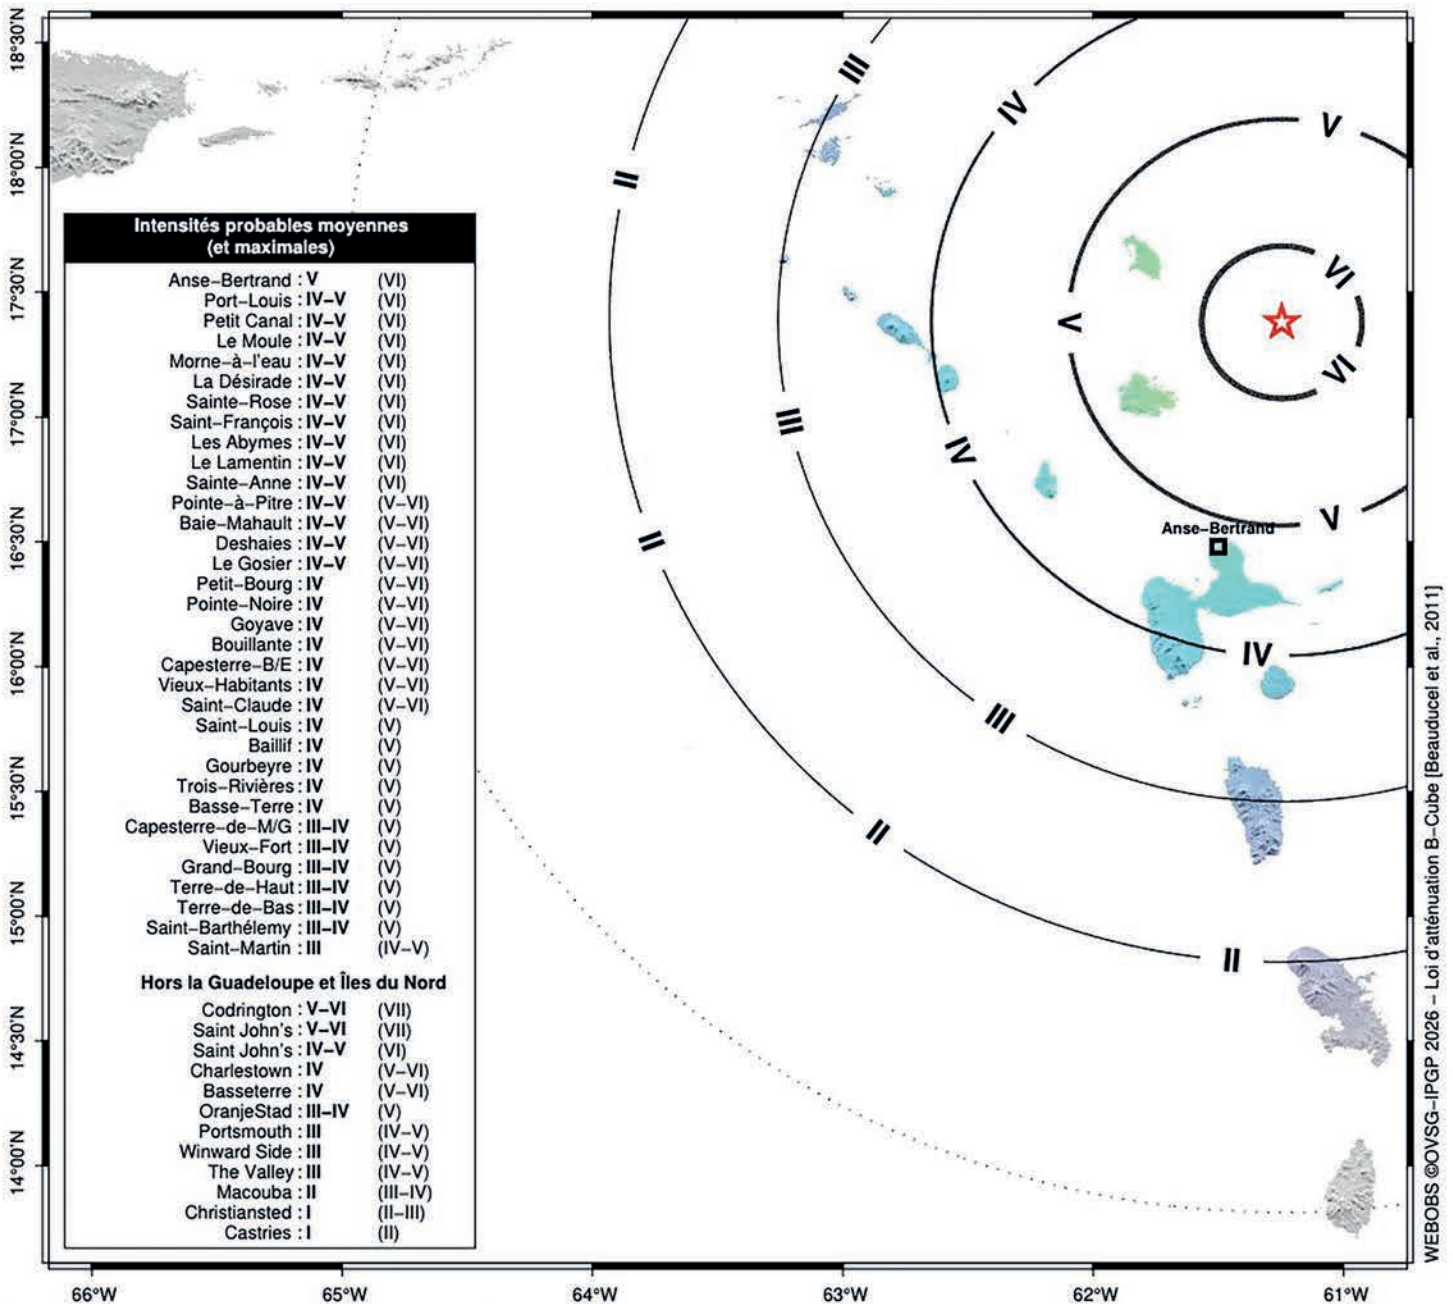 18°30'N
18°00'N
17°30'N
17°00'N
16°30'N
16°00'N
15°30'N
15°00'N
14°30'N
14°00'N
66°W
65°W
64°W
63°W
62°W
61°W
Intensités probables moyennes
(et maximales)
Anse–Bertrand : V (VI)
Port–Louis : IV–V (VI)
Petit Canal : IV–V (VI)
Le Moule : IV–V (VI)
Morne–à–l'eau : IV–V (VI)
La Désirade : IV–V (VI)
Sainte–Rose : IV–V (VI)
Saint–François : IV–V (VI)
Les Abymes : IV–V (VI)
Le Lamentin : IV–V (VI)
Sainte–Anne : IV–V (VI)
Pointe–à–Pitre : IV–V (V–VI)
Baie–Mahault : IV–V (V–VI)
Deshaies : IV–V (V–VI)
Le Gosier : IV–V (V–VI)
Petit–Bourg : IV (V–VI)
Pointe–Noire : IV (V–VI)
Goyave : IV (V–VI)
Bouillante : IV (V–VI)
Capesterre–B/E : IV (V–VI)
Vieux–Habitants : IV (V–VI)
Saint–Claude : IV (V–VI)
Saint–Louis : IV (V)
Baillif : IV (V)
Gourbeyre : IV (V)
Trois–Rivières : IV (V)
Basse–Terre : IV (V)
Capesterre–de–M/G : III–IV (V)
Vieux–Fort : III–IV (V)
Grand–Bourg : III–IV (V)
Terre–de–Haut : III–IV (V)
Terre–de–Bas : III–IV (V)
Saint–Barthélemy : III–IV (V)
Saint–Martin : III (IV–V)
Hors la Guadeloupe et Îles du Nord
Codrington : V–VI (VII)
Saint John's : V–VI (VII)
Saint John's : IV–V (VI)
Charlestown : IV (V–VI)
Basseterre : IV (V–VI)
OranjeStad : III–IV (V)
Portsmouth : III (IV–V)
Winward Side : III (IV–V)
The Valley : III (IV–V)
Macouba : II (III–IV)
Christiansted : I (II–III)
Castries : I (II)
III
IV
V
II
VI
V
VI
III
IV
V
Anse–Bertrand
II
IV
III
II
II
WEBOBS ©OVSG–IPGP 2026 – Loi d'atténuation B–Cube [Beauducel et al., 2011]